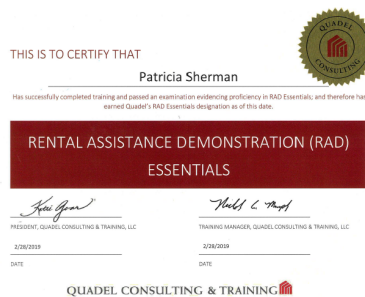 QUADEL
CONSULTING
THIS IS TO CERTIFY THAT
Patricia Sherman
Has successfully completed training and passed an examination evidencing proficiency in RAD Essentials; and therefore has
earned Quadel's RAD Essentials designation as of this date.
RENTAL ASSISTANCE DEMONSTRATION (RAD)
ESSENTIALS
PRESIDENT, QUADEL CONSULTING & TRAINING, LLC
TRAINING MANAGER, QUADEL CONSULTING & TRAINING, LLC
2/28/2019
2/28/2019
DATE
DATE
QUADEL CONSULTING & TRAINING